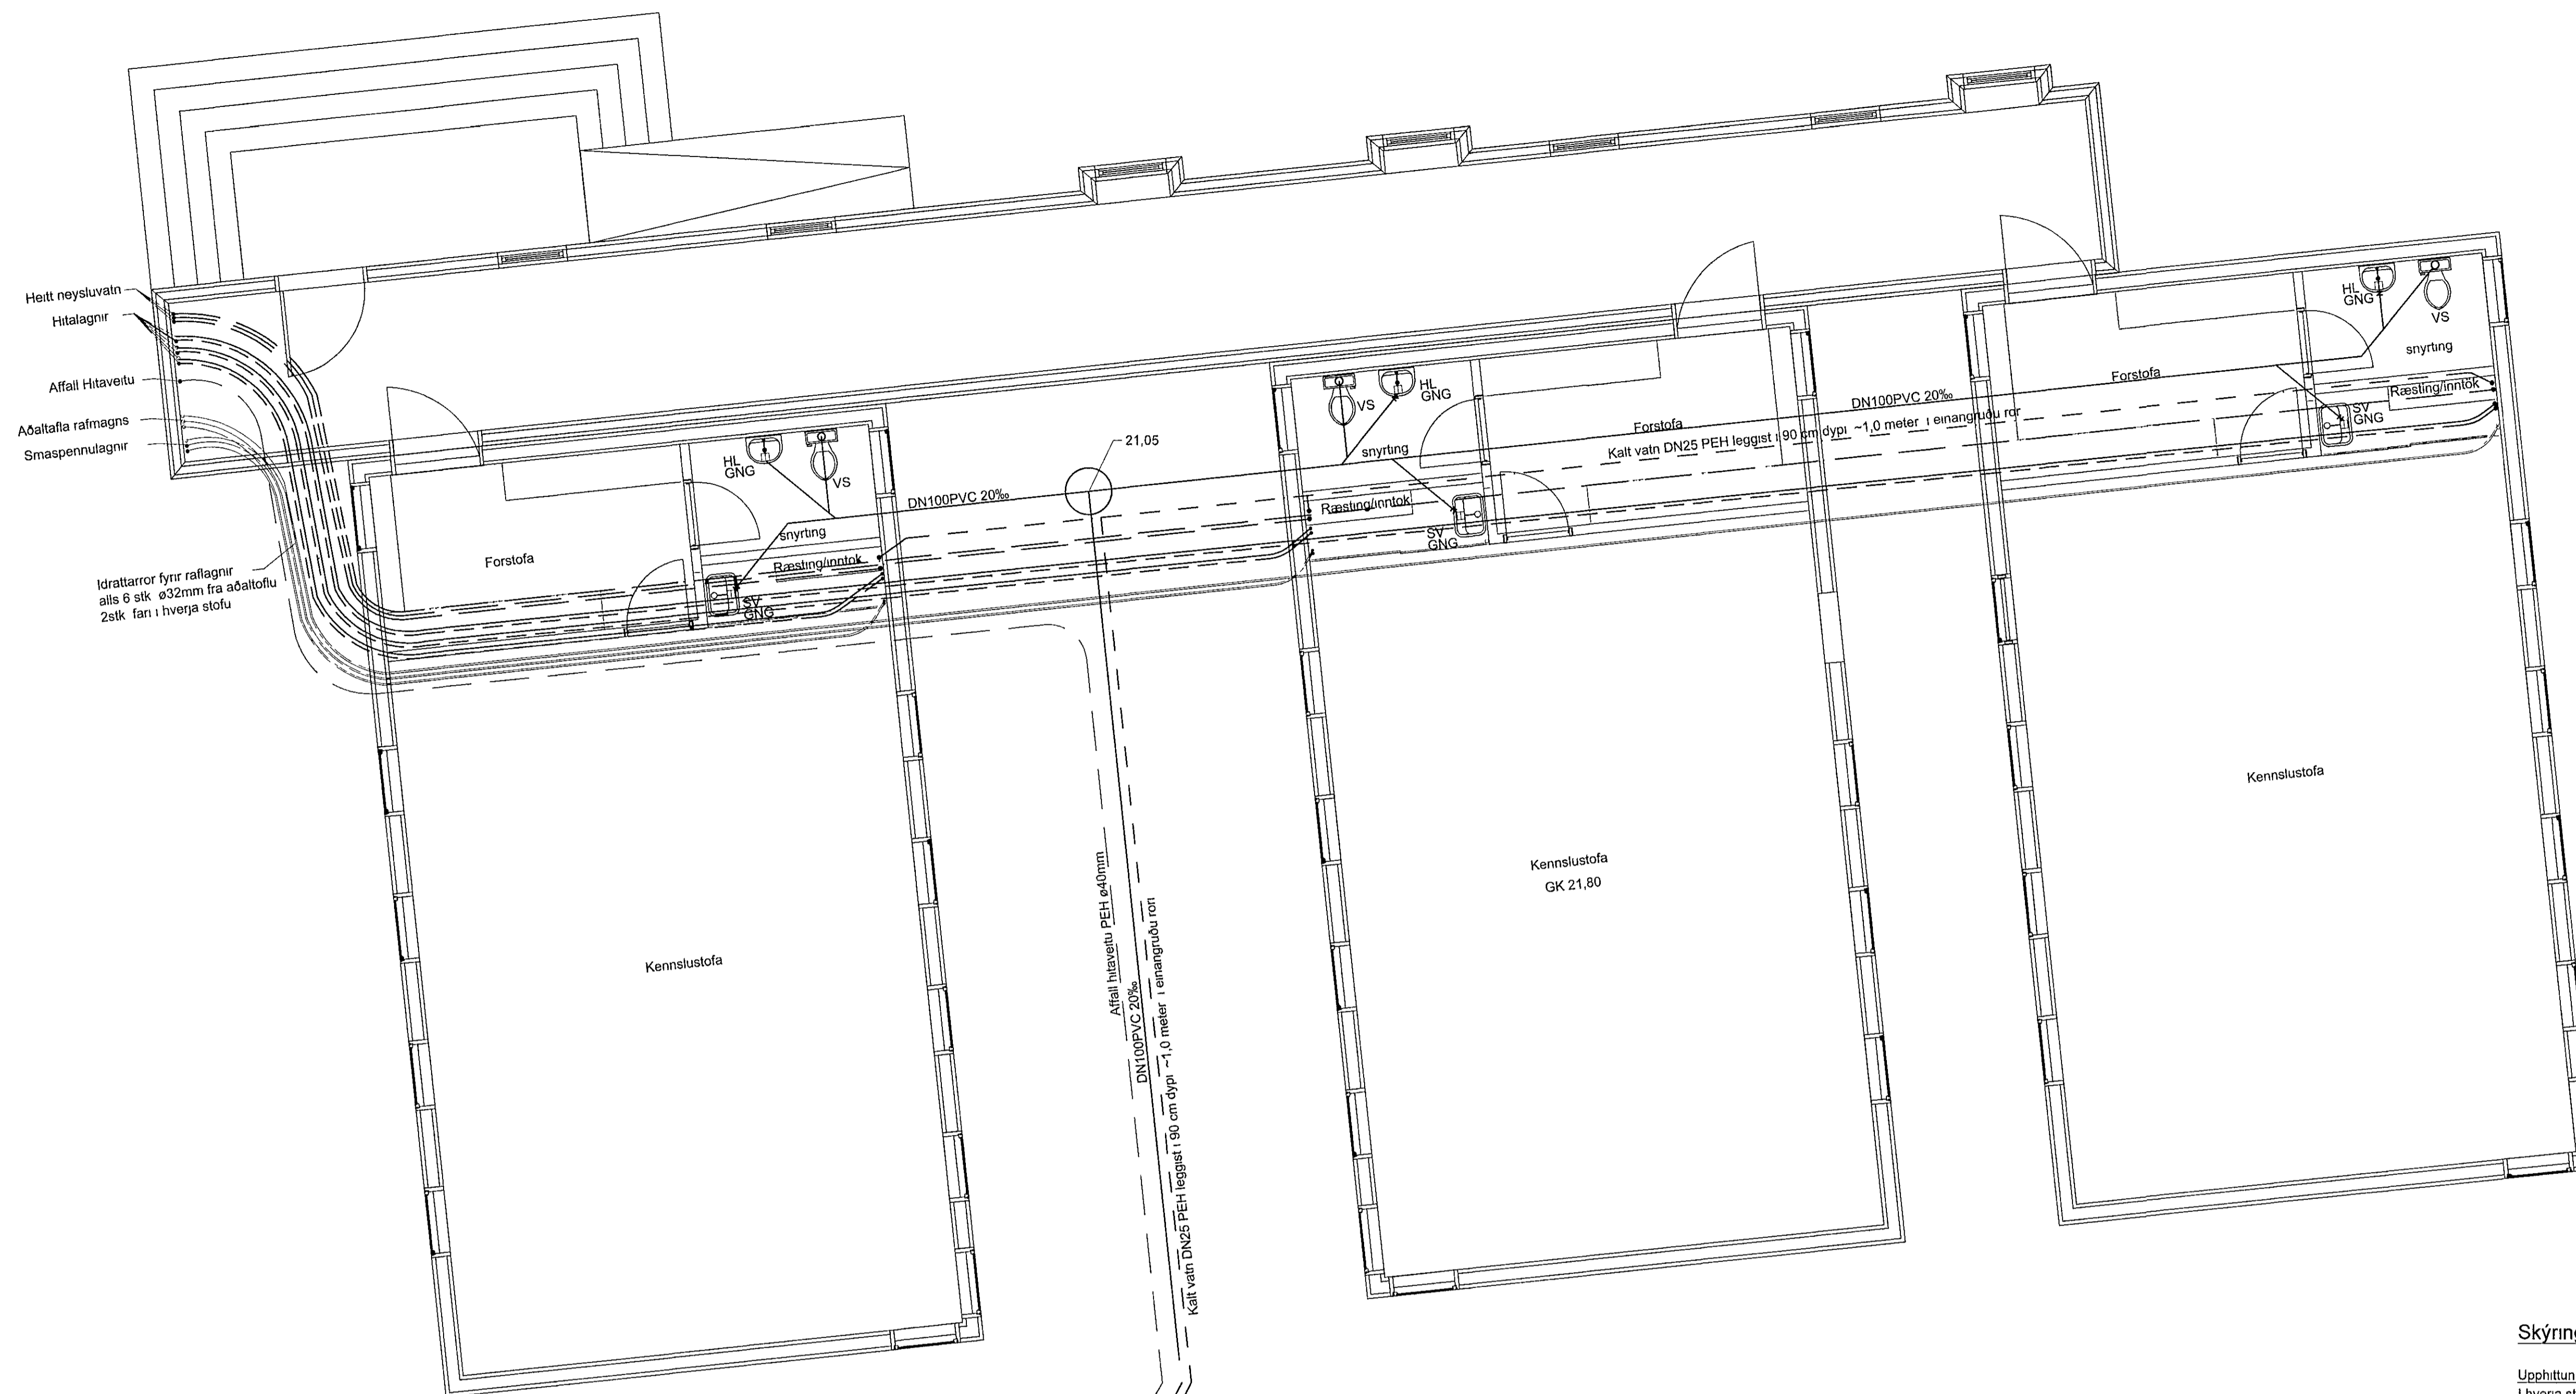 Heitt neysluvatn
Hitalagnir
Affall Hitaveitu
Aðaltafla rafmagns
Smaspennulagnir
Idrattarror fyrir raflagnir
alls 6 stk ø32mm fra aðaltoflu
2stk fari i hverja stofu
Forstofa
HL
GNG
VS
snyrting
Ræsting/inntok
SV
GNG
DN100PVC 20‰
21,05
Kennslustofa
Affall hitaveitu PEH ø40mm
DN100PVC 20‰
Kalt vatn DN25 PEH leggist i 90 cm dypi ~1,0 meter i einangruðu rori
VS
HL
GNG
snyrting
Ræsting/inntok
SV
GNG
Forstofa
Kalt vatn DN25 PEH leggist i 90 cm dypi ~1,0 meter i einangruðu ror
DN100PVC 20‰
Kennslustofa
GK 21,80
Forstofa
HL
GNG
VS
snyrting
Ræsting/inntök
SV
GNG
Kennslustofa
Skýring
Upphitun